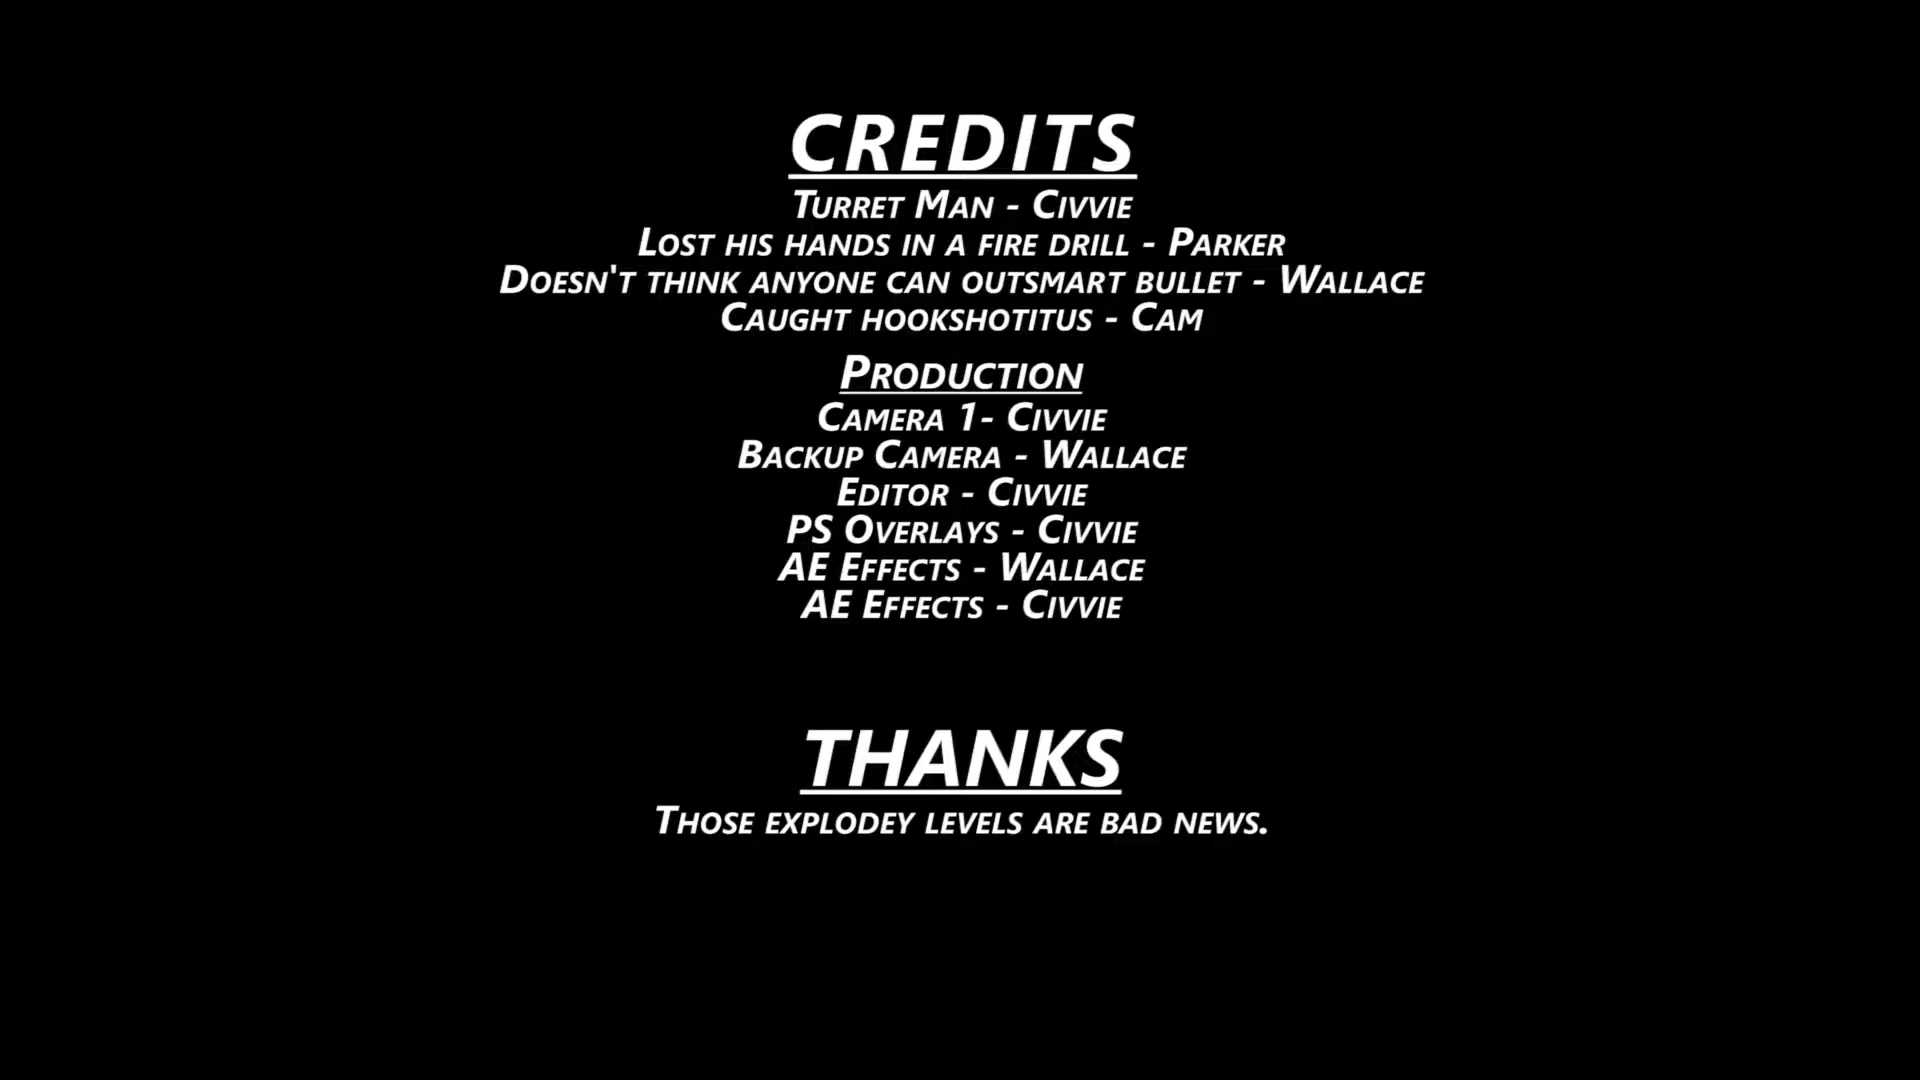 CREDITS
Turret Man - Civvie
Lost his hands in a fire drill - Parker
Doesn't think anyone can outsmart bullet - Wallace
Caught hookshotitus - Cam
Production
Camera 1- Civvie
Backup Camera - Wallace
Editor - Civvie
PS Overlays - Civvie
AE Effects - Wallace
AE Effects - Civvie
THANKS
Those explodey levels are bad news.